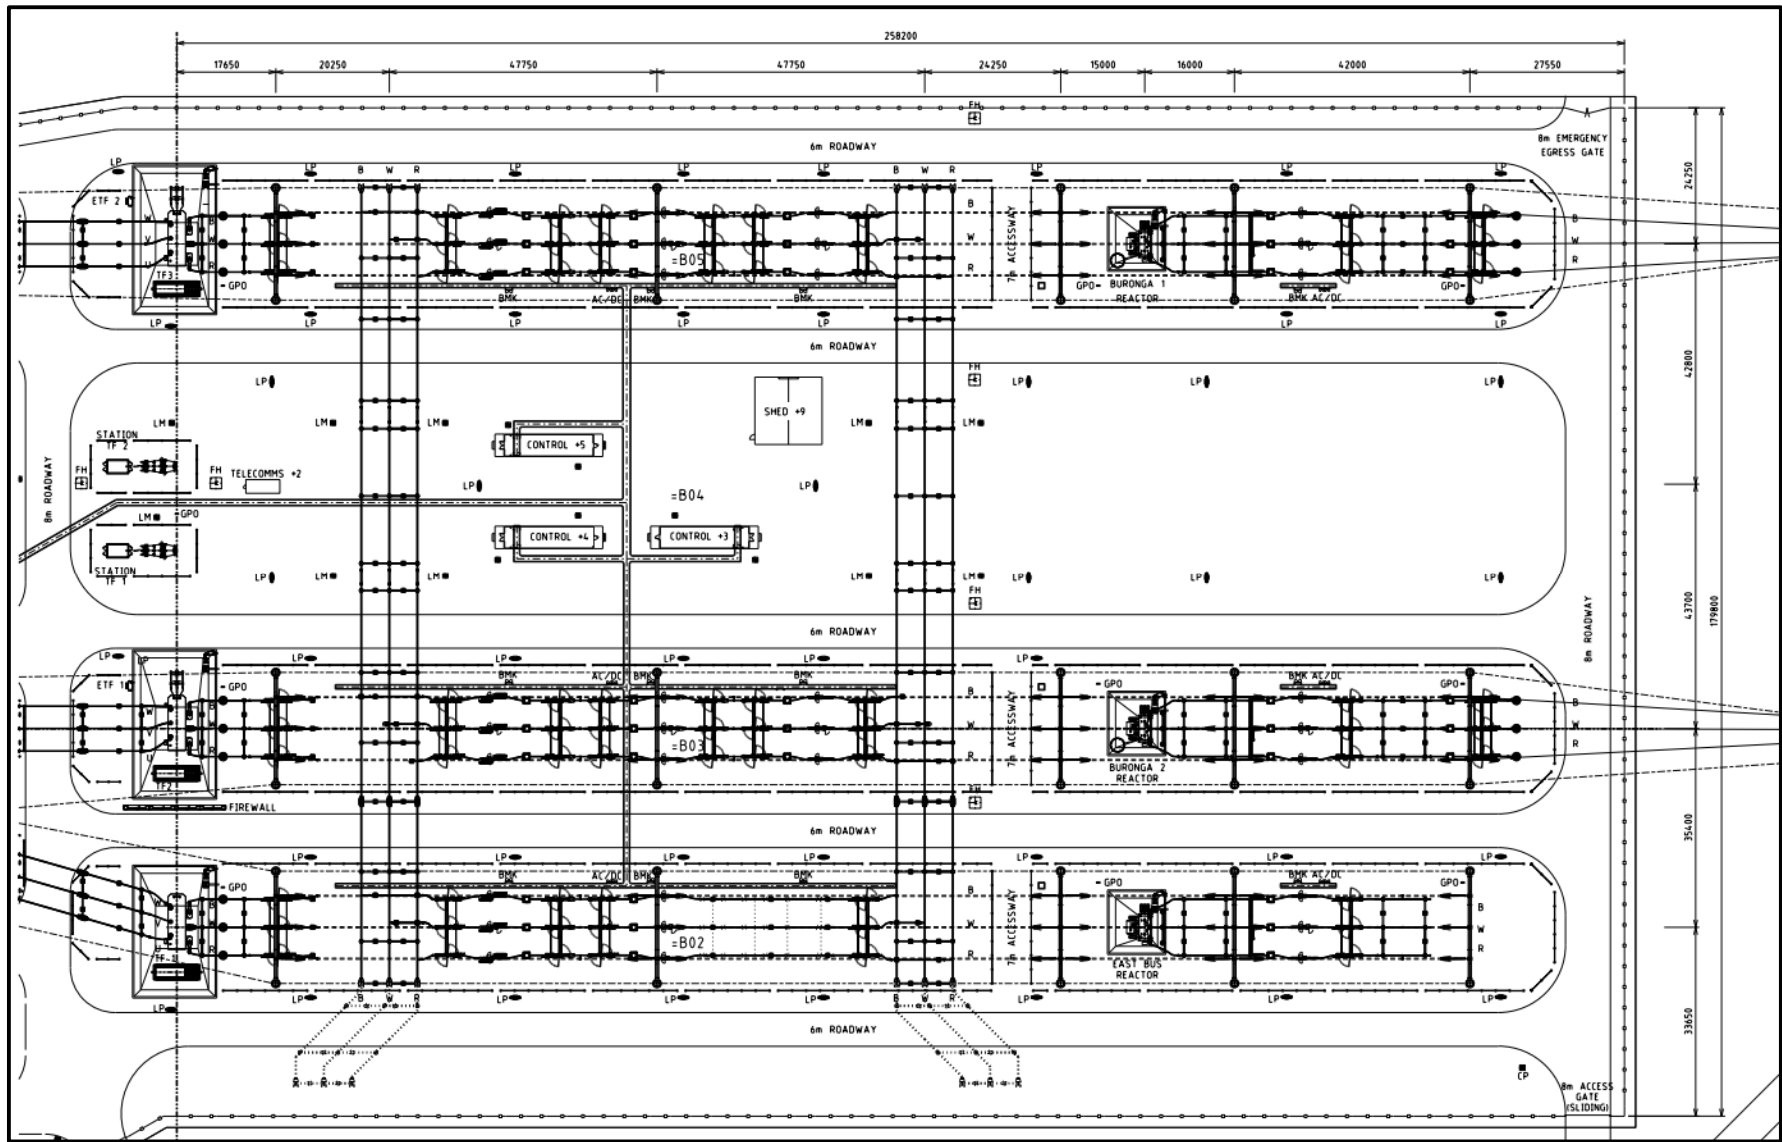 258200
17650 20250 47750 47750 24250 15000 16000 42000 27550
FH
8m EMERGENCY
EGRESS GATE
6m ROADWAY
24250
LP LP LP LP LP LP LP
B W R B W R
ETF 2
W B B B
V W W W
U R R R
TF3
=B05
7m ACCESSWAY
-GPO GPO- BURONGA 1 GPO-
REACTOR
BMK AC/DC BMK BMK BMK AC/DC
LP LP LP LP LP LP LP
6m ROADWAY
42800
FH
LP LP LP LP
SHED +9
LM LM LM LM LM
STATION
TF 2
CONTROL +5
FH FH TELECOMMS +2
LP LP
8m ROADWAY
=B04
LM -GPO
CONTROL +4 CONTROL +3
STATION
TF 1
LP LM LM LM LM LP LP LP
FH
43700
179800
8m ROADWAY
6m ROADWAY
LP LP LP LP LP LP LP LP
LP
BMK AC/DC BMK BMK BMK AC/DC
ETF 1 -GPO -GPO GPO-
W B B B
V W W W
U R R R
=B03
7m ACCESSWAY
TF2
BURONGA 2
REACTOR
FIREWALL
FH
6m ROADWAY
35400
LP LP LP LP LP LP
BMK AC/DC BMK BMK BMK AC/DC
-GPO -GPO GPO-
W B B B
V W W W
U R R R
=B02
7m ACCESSWAY
TF-1
EAST BUS
REACTOR
LP LP LP LP LP LP LP
B W R B W R
6m ROADWAY
33650
CP
8m ACCESS
GATE
(SLIDING)